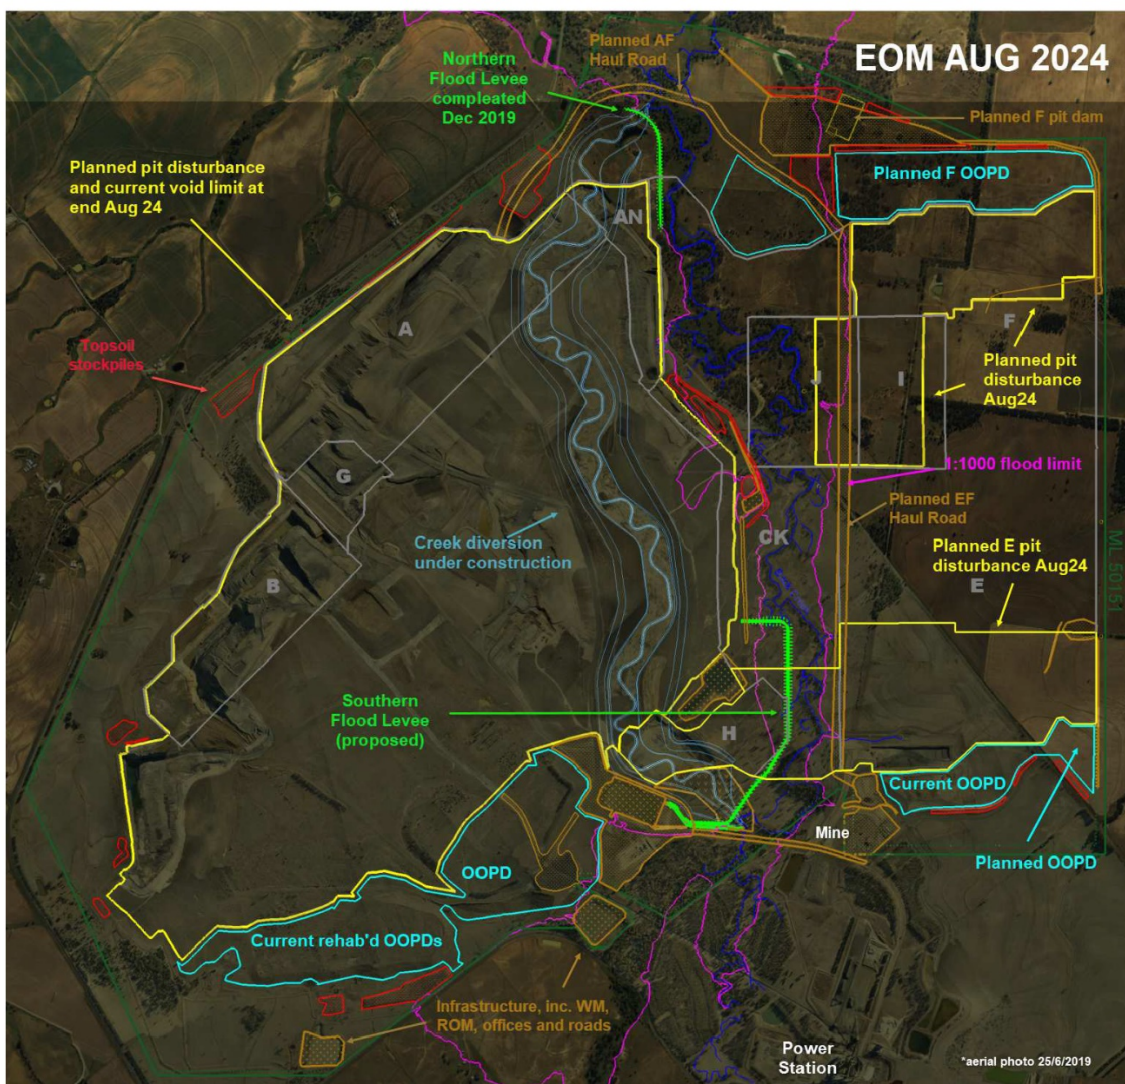 EOM AUG 2024
Planned AF
Haul Road
Northern
Flood Levee
compleated
Dec 2019
Planned F pit dam
Planned pit disturbance
and current void limit at
end Aug 24
Planned F OOPD
AN
A
F
Topsoil
stockpiles
Planned pit
disturbance
Aug24
J
I
G
1:1000 flood limit
Planned EF
Haul Road
CK
Creek diversion
under construction
Planned E pit
disturbance Aug24
E
ML 50151
B
Southern
Flood Levee
(proposed)
H
Current OOPD
Mine
Planned OOPD
OOPD
Current rehab'd OOPDs
Infrastructure, inc. WM,
ROM, offices and roads
Power
Station
*aerial photo 25/6/2019